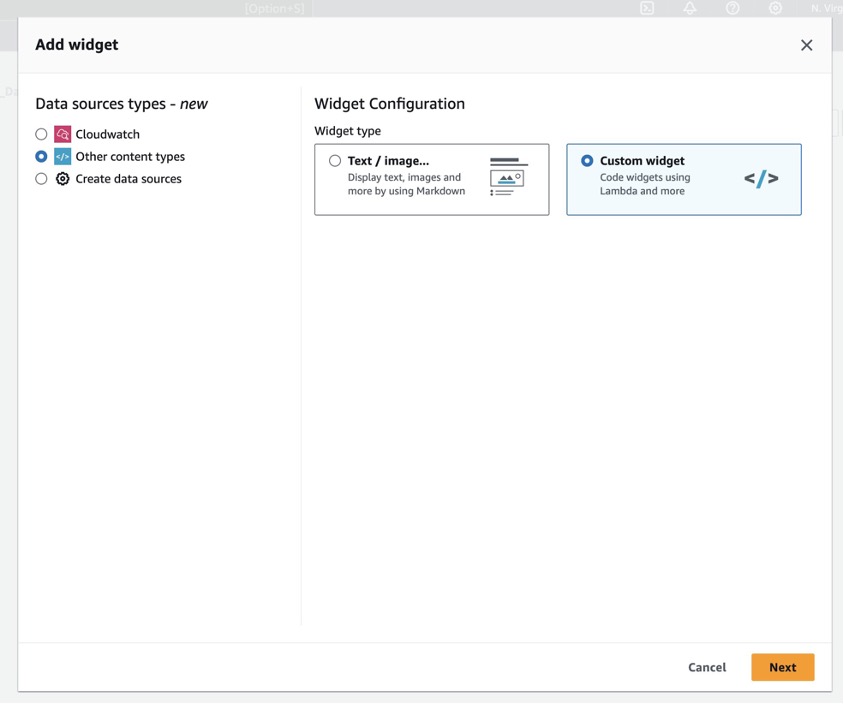 [Option+S]
N. Virg
Add widget
Data sources types - new
Cloudwatch
Other content types
Create data sources
Widget Configuration
Widget type
Text / image...
Display text, images and
more by using Markdown
Custom widget
Code widgets using
Lambda and more
</>
Cancel
Next